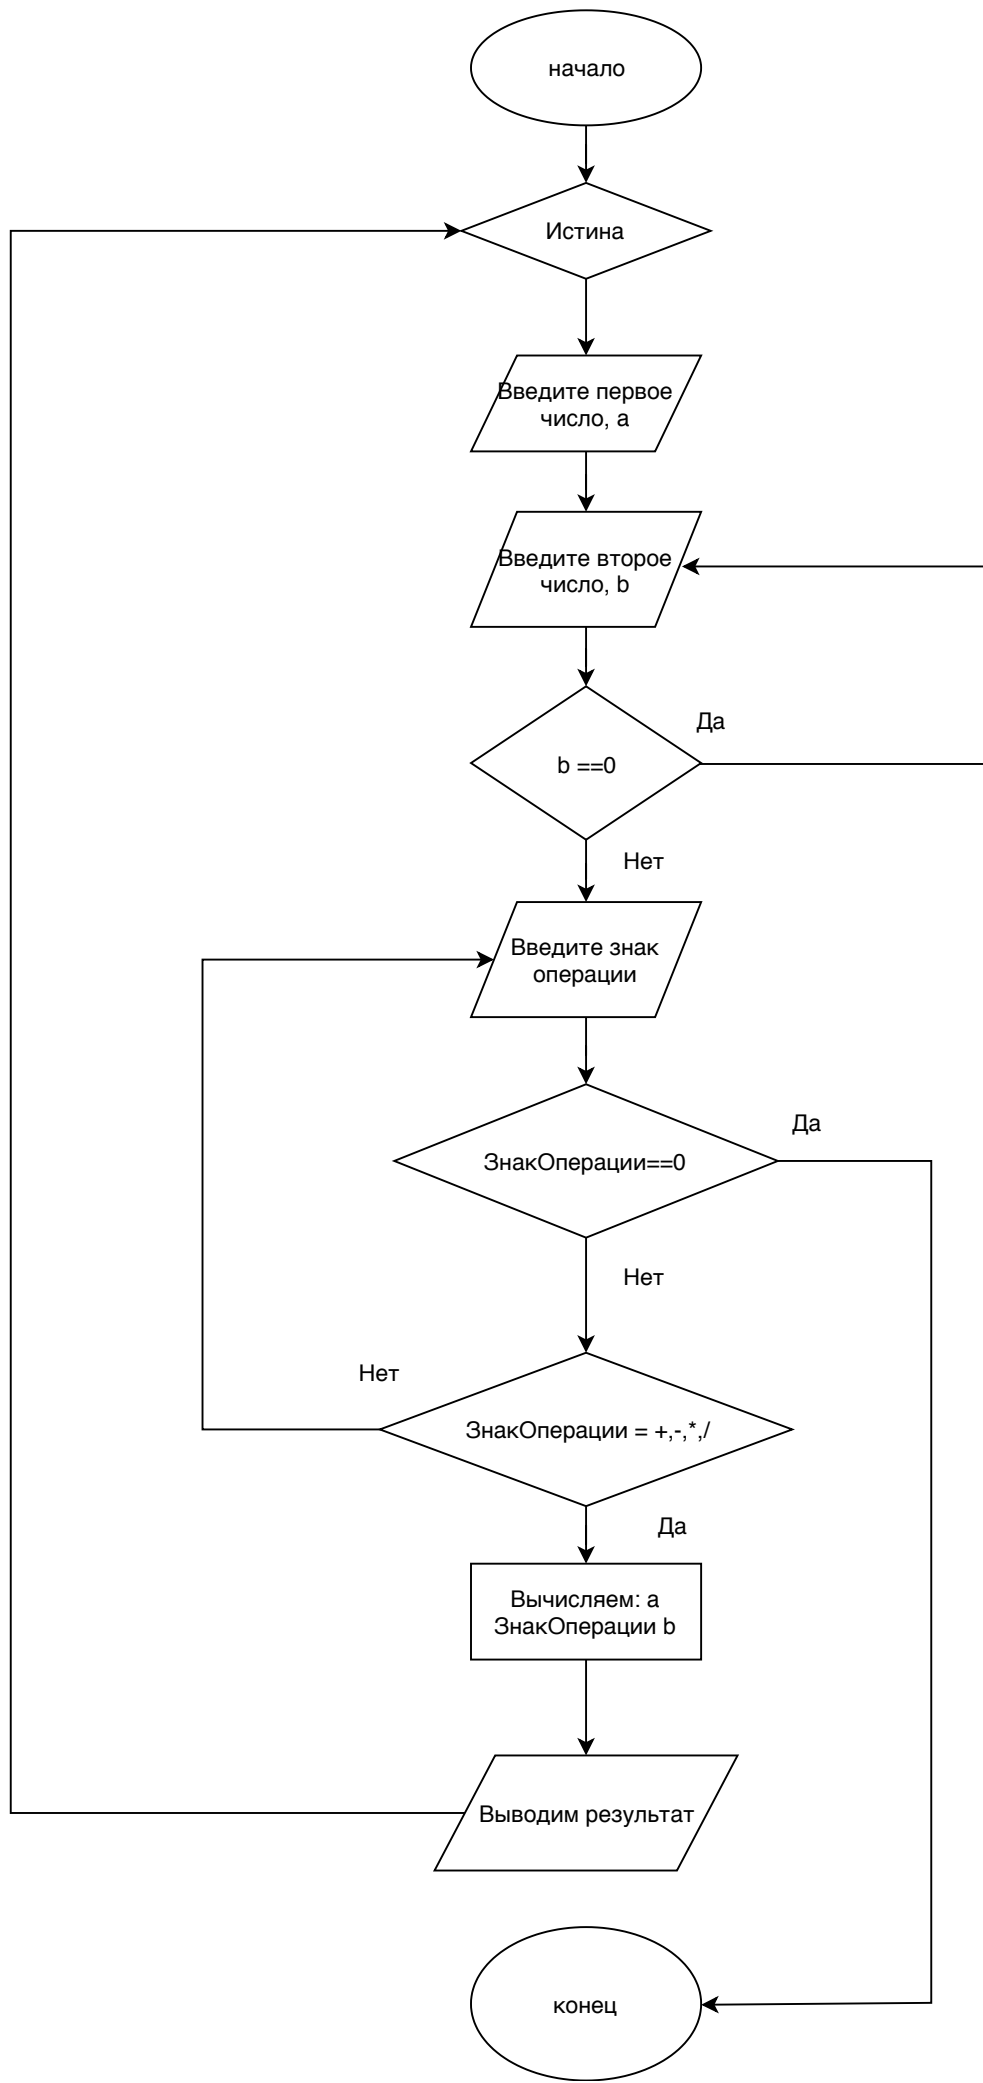 начало
Истина
Введите первое
число, a
Введите второе
число, b
Да
b ==0
Нет
Введите знак
операции
Да
ЗнакОперации==0
Нет
Нет
ЗнакОперации = +,-,*,/
Да
Вычисляем: a
ЗнакОперации b
Выводим результат
конец